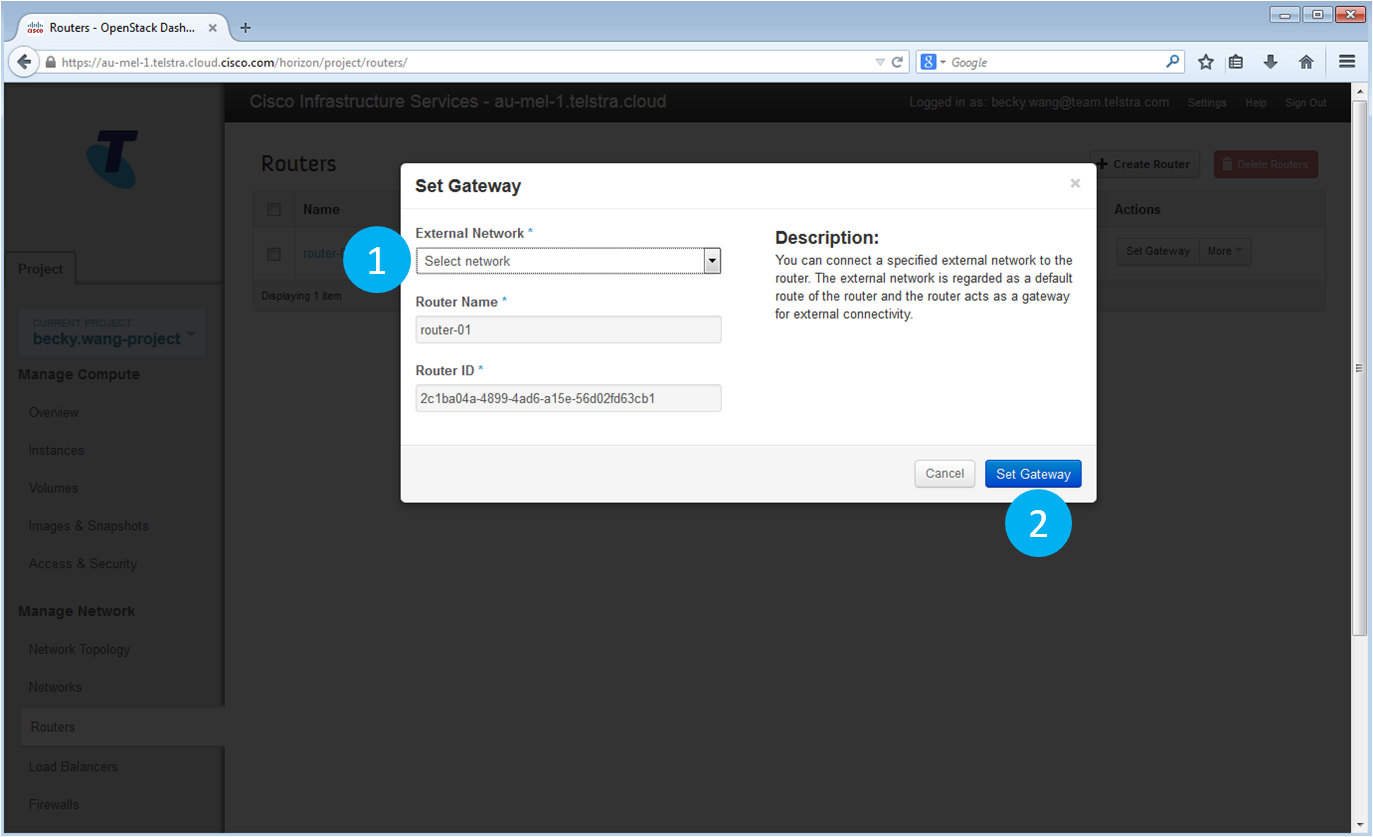 Routers - OpenStack Dash...
https://au-mel-1.telstra.cloud.cisco.com/horizon/project/routers/
Google
Cisco Infrastructure Services - au-mel-1.telstra.cloud
Logged in as: becky.wang@team.telstra.com
Settings
Help
Sign Out
Project
CURRENT PROJECT
becky.wang-project
Manage Compute
Overview
Instances
Volumes
Images & Snapshots
Access & Security
Manage Network
Network Topology
Networks
Routers
Load Balancers
Firewalls
Routers
Create Router
Delete Routers
Name
Actions
Set Gateway
More
Displaying 1 item
Set Gateway
External Network *
1
Select network
Router Name *
router-01
Router ID *
2c1ba04a-4899-4ad6-a15e-56d02fd63cb1
Description:
You can connect a specified external network to the
router. The external network is regarded as a default
route of the router and the router acts as a gateway
for external connectivity.
Cancel
Set Gateway
2